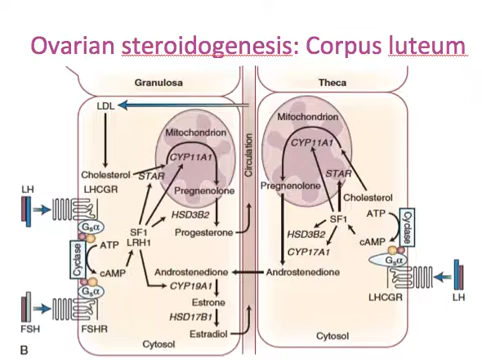 Ovarian steroidogenesis: Corpus luteum
Granulosa
LDL
Mitochondrion
CYP11A1
Cholesterol
STAR
LH
LHCGR
Pregnenolone
Gsα
HSD3B2
SF1
LRH1
Progesterone
Cyclase
ATP
cAMP
Androstenedione
CYP19A1
Gsα
Estrone
HSD17B1
FSH
FSHR
Estradiol
Cytosol
Circulation
Theca
Mitochondrion
CYP11A1
Pregnenolone
STAR
Cholesterol
SF1
ATP
Cyclase
HSD3B2
cAMP
CYP17A1
Gsα
Androstenedione
LHCGR
LH
Cytosol
B